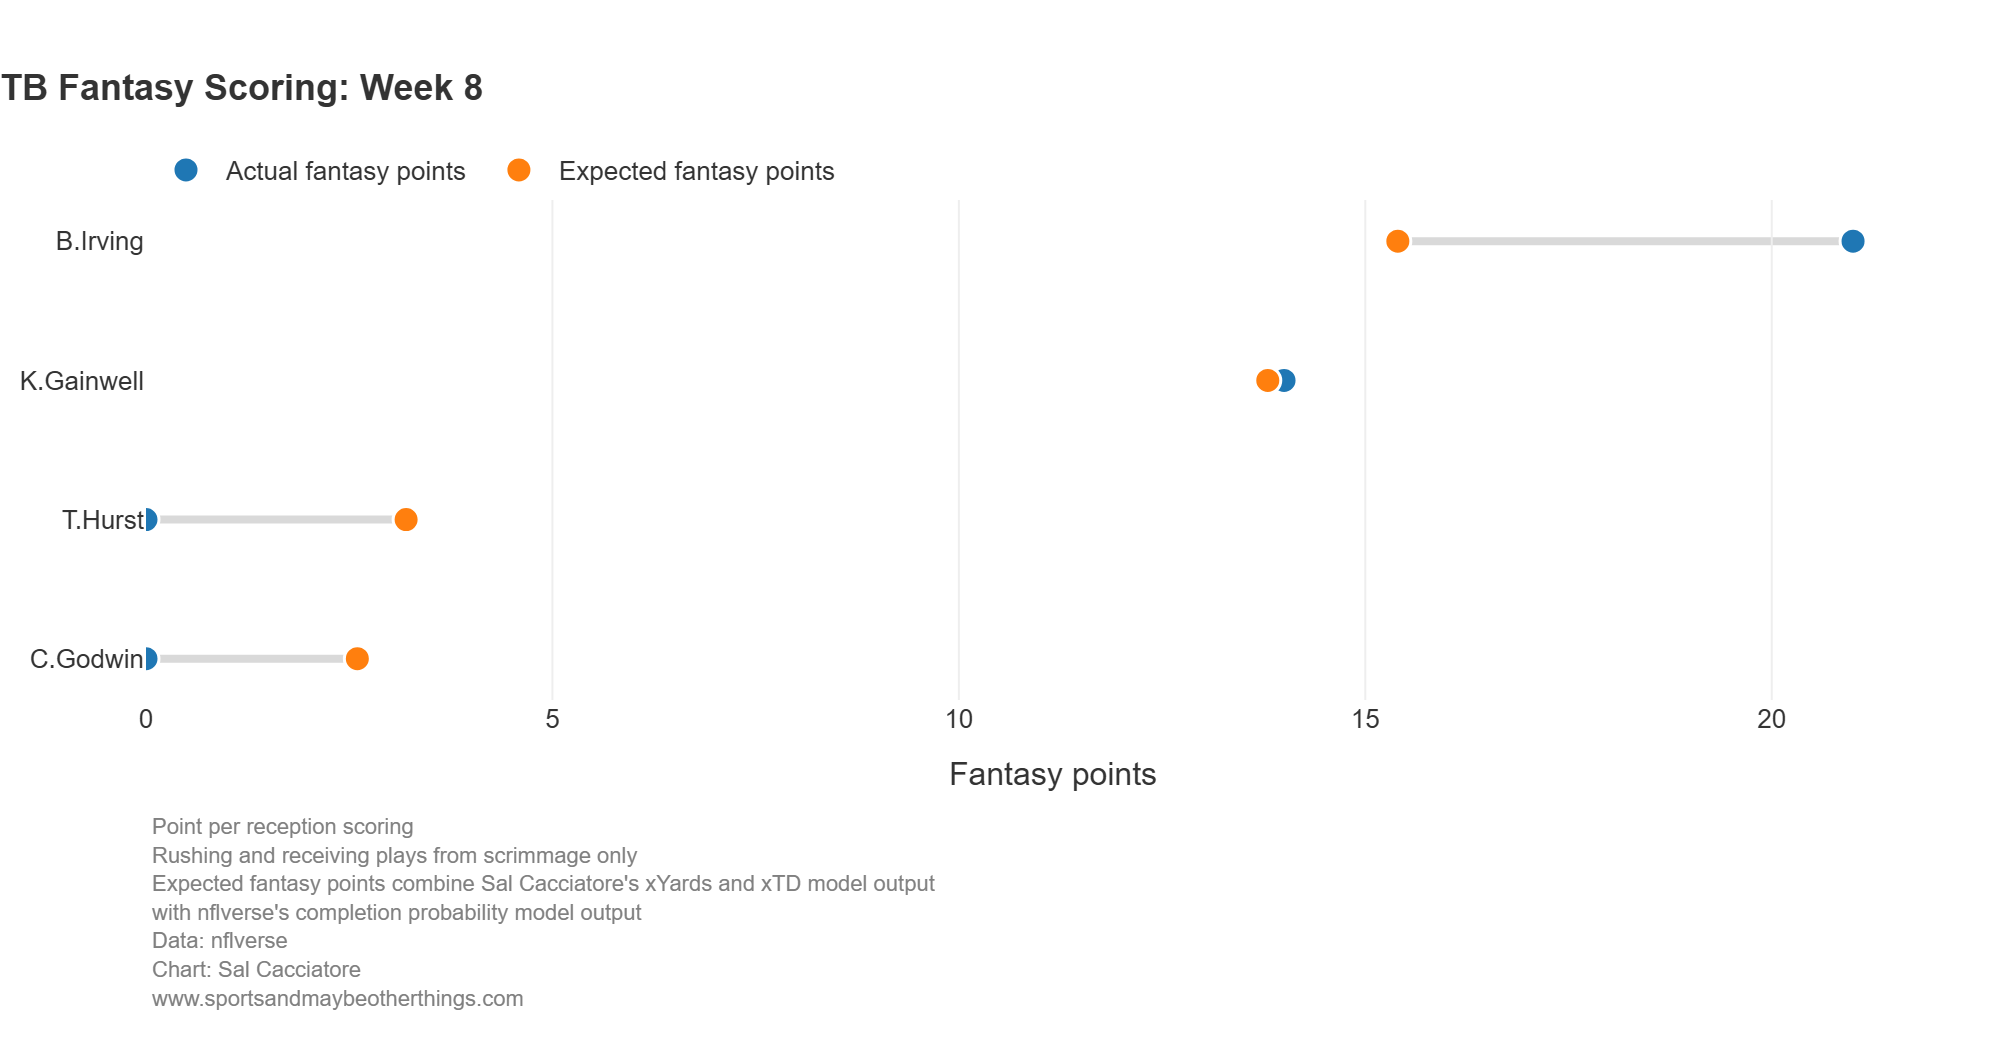 TB Fantasy Scoring: Week 8
Actual fantasy points
Expected fantasy points
B.Irving
K.Gainwell
T.Hurst
C.Godwin
0
5
10
15
20
Fantasy points
Point per reception scoring
Rushing and receiving plays from scrimmage only
Expected fantasy points combine Sal Cacciatore's xYards and xTD model output
with nflverse's completion probability model output
Data: nflverse
Chart: Sal Cacciatore
www.sportsandmaybeotherthings.com